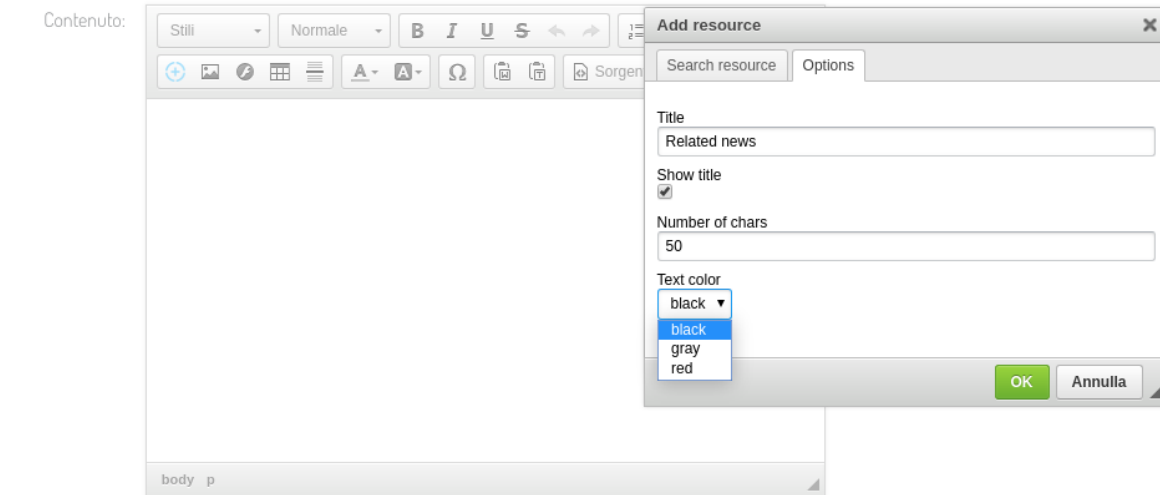 Contenuto:
Stili
Normale
B I U S
A A Ω Sorgen
body p
Add resource
Search resource Options
Title
Related news
Show title
Number of chars
50
Text color
black
black
gray
red
OK Annulla